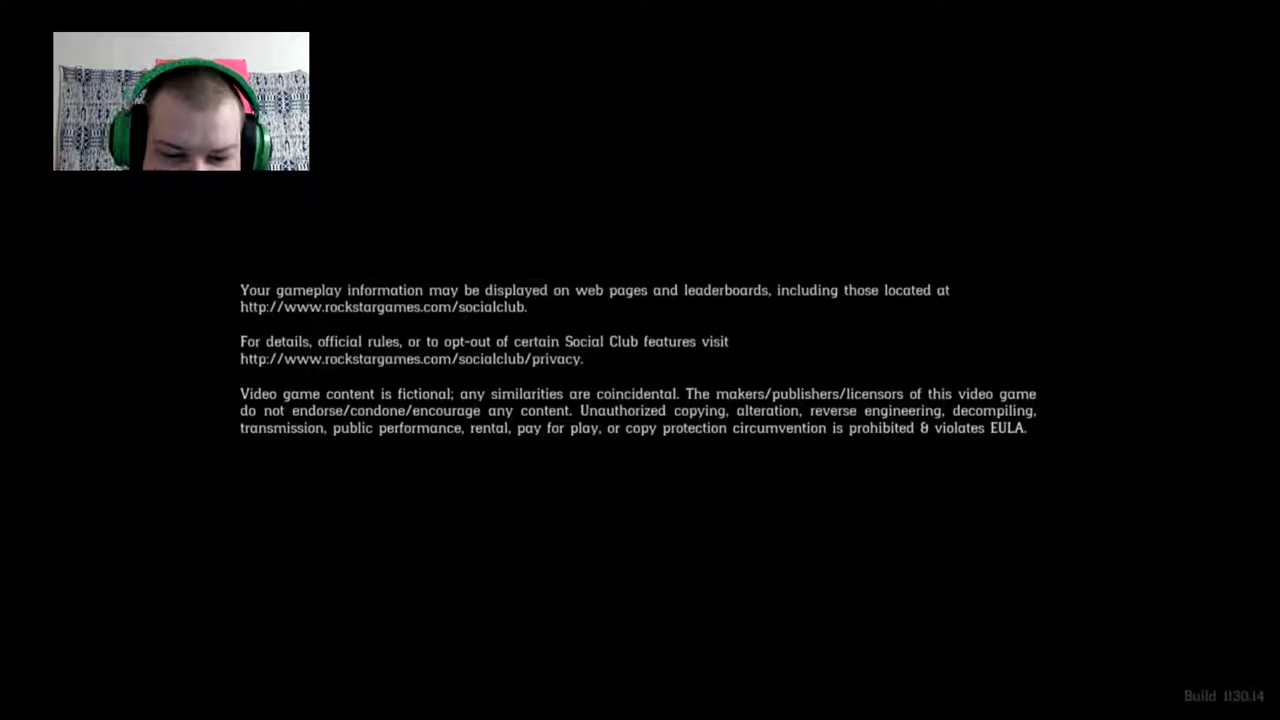 Your gameplay information may be displayed on web pages and leaderboards, including those located at
http://www.rockstargames.com/socialclub.
For details, official rules, or to opt-out of certain Social Club features visit
http://www.rockstargames.com/socialclub/privacy.
Video game content is fictional; any similarities are coincidental. The makers/publishers/licensors of this video game
do not endorse/condone/encourage any content. Unauthorized copying, alteration, reverse engineering, decompiling,
transmission, public performance, rental, pay for play, or copy protection circumvention is prohibited & violates EULA.
Build 1130.14